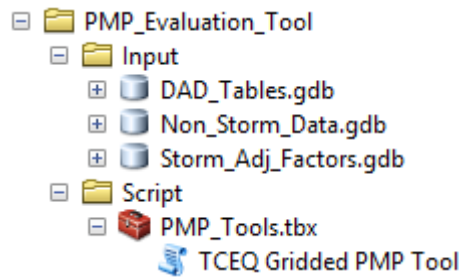 PMP_Evaluation_Tool
Input
DAD_Tables.gdb
Non_Storm_Data.gdb
Storm_Adj_Factors.gdb
Script
PMP_Tools.tbx
TCEQ Gridded PMP Tool